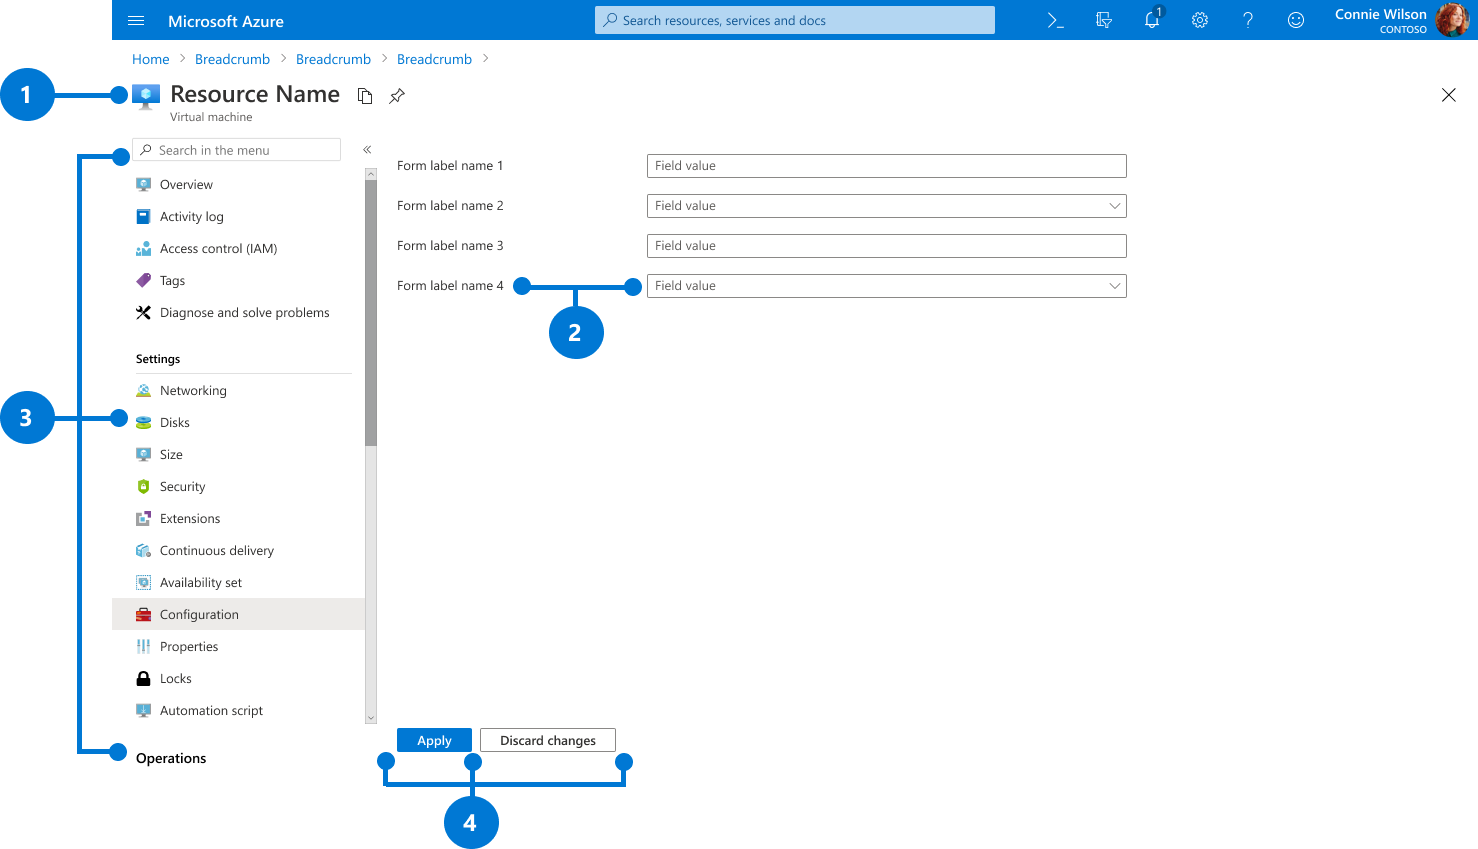 Microsoft Azure
Search resources, services and docs
1
Connie Wilson
CONTOSO
Home > Breadcrumb > Breadcrumb > Breadcrumb >
1
Resource Name
Virtual machine
Search in the menu
«
Overview
Activity log
Access control (IAM)
Tags
Diagnose and solve problems
Settings
Networking
3
Disks
Size
Security
Extensions
Continuous delivery
Availability set
Configuration
Properties
Locks
Automation script
Operations
Form label name 1
Field value
Form label name 2
Field value
Form label name 3
Field value
Form label name 4
Field value
2
Apply
Discard changes
4